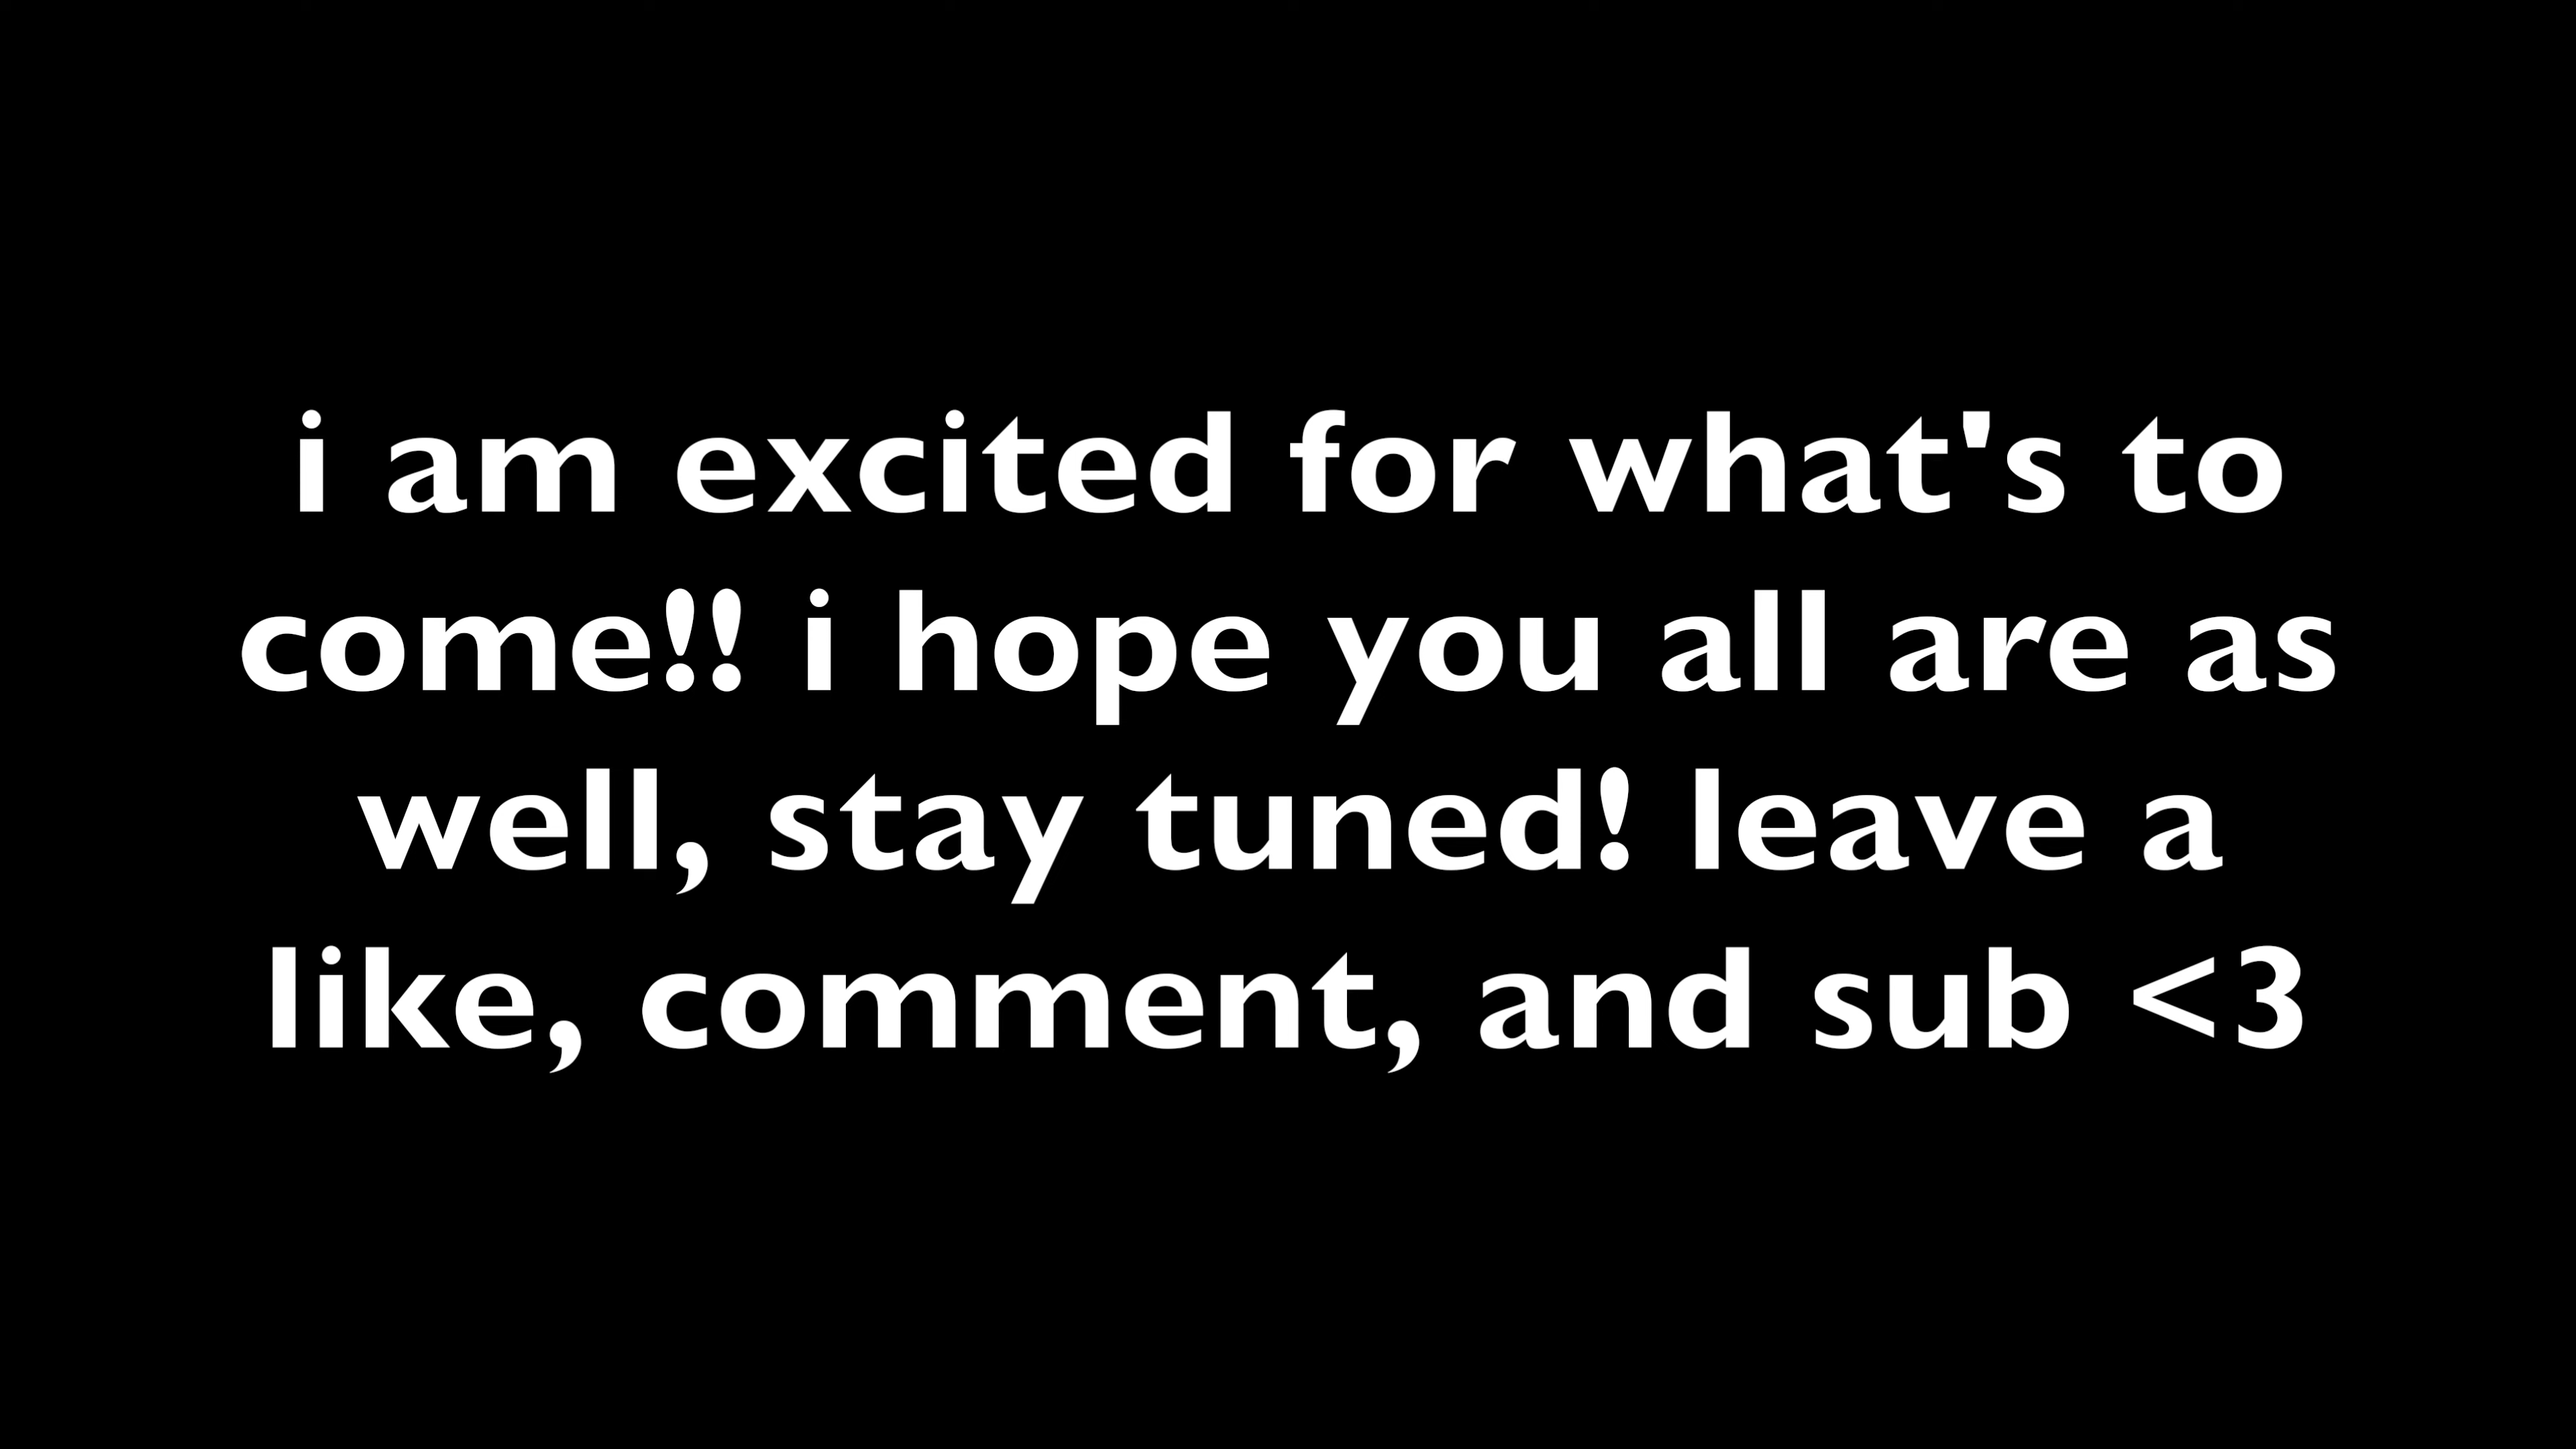 i am excited for what's to
come!! i hope you all are as
well, stay tuned! leave a
like, comment, and sub <3